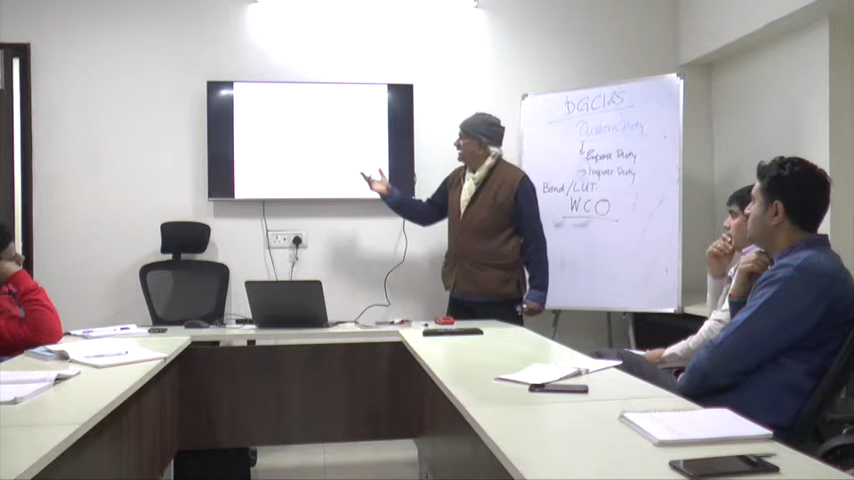 DGCI&S
Custom Duty
↓ Export Duty
→ Import Duty
Bond/LUT
WCO